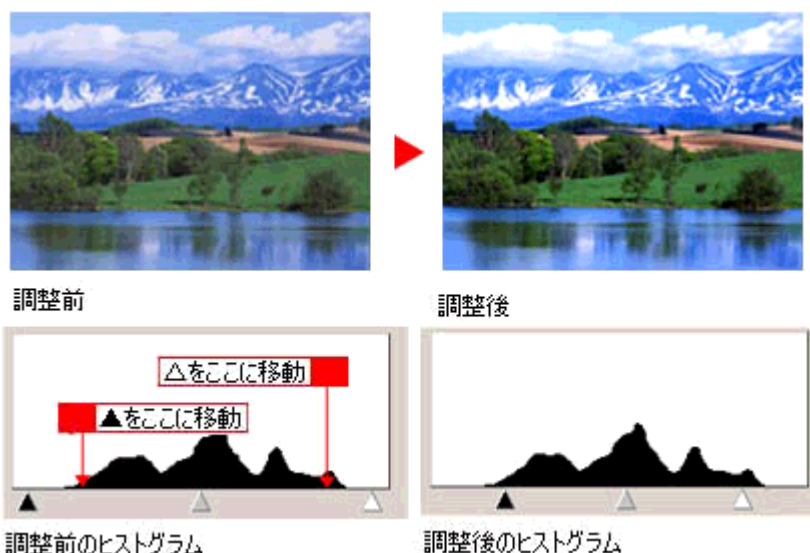 調整前
調整後
△をここに移動
▲をここに移動
調整前のヒストグラム
調整後のヒストグラム